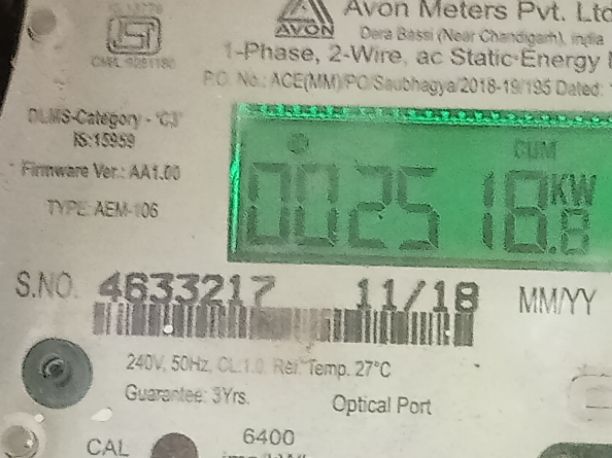 Avon Meters Pvt. Ltd
AVON
Dera Bassi (Near Chandigarh), India
1-Phase, 2-Wire, ac Static Energy
P.O. No.: ACE(MM)/PO/Saubhagya/2018-19/195 Dated:
DLMS-Category - 'C3'
IS:15959
Firmware Ver.: AA1.00
TYPE: AEM-106
CUM
002518.8 KW
S.NO. 4633217 11/18 MM/YY
240V, 50Hz, CL:1.0, Ref. Temp. 27°C
Guarantee: 3Yrs.
Optical Port
CAL
6400